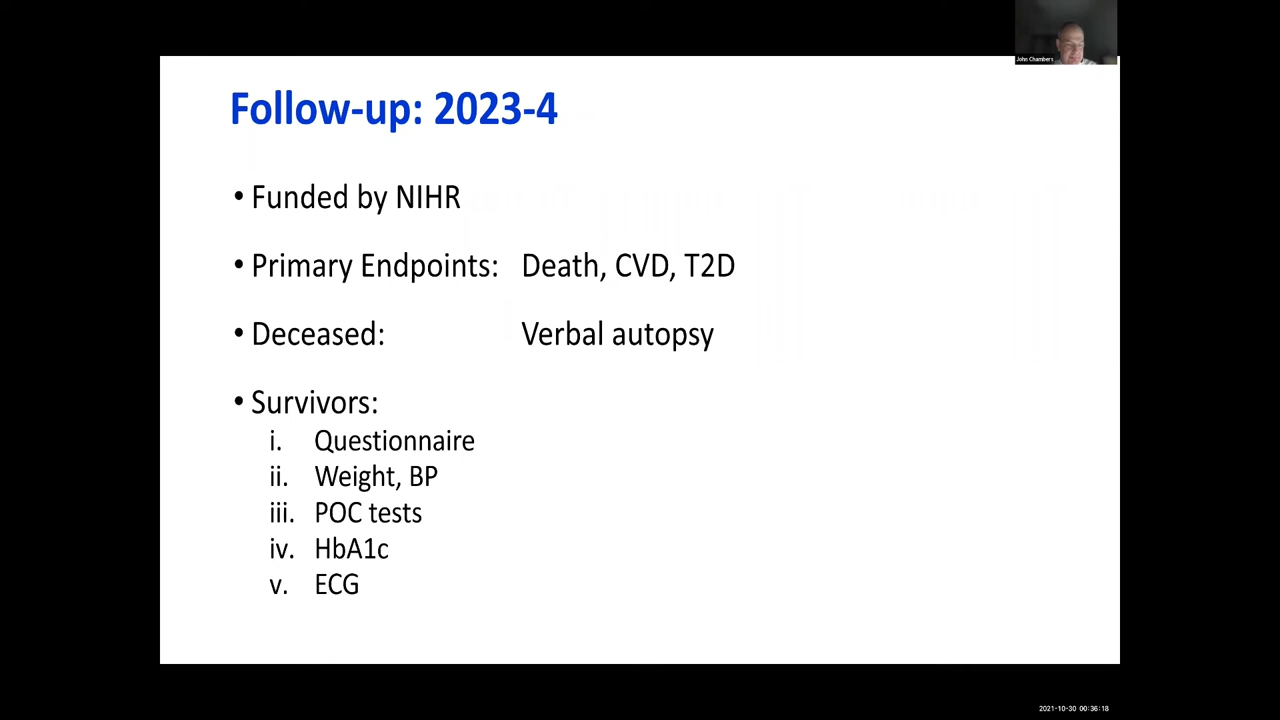 John Chambers
Follow-up: 2023-4
• Funded by NIHR
• Primary Endpoints: Death, CVD, T2D
• Deceased: Verbal autopsy
• Survivors:
i. Questionnaire
ii. Weight, BP
iii. POC tests
iv. HbA1c
v. ECG
2021-10-30 00:36:18